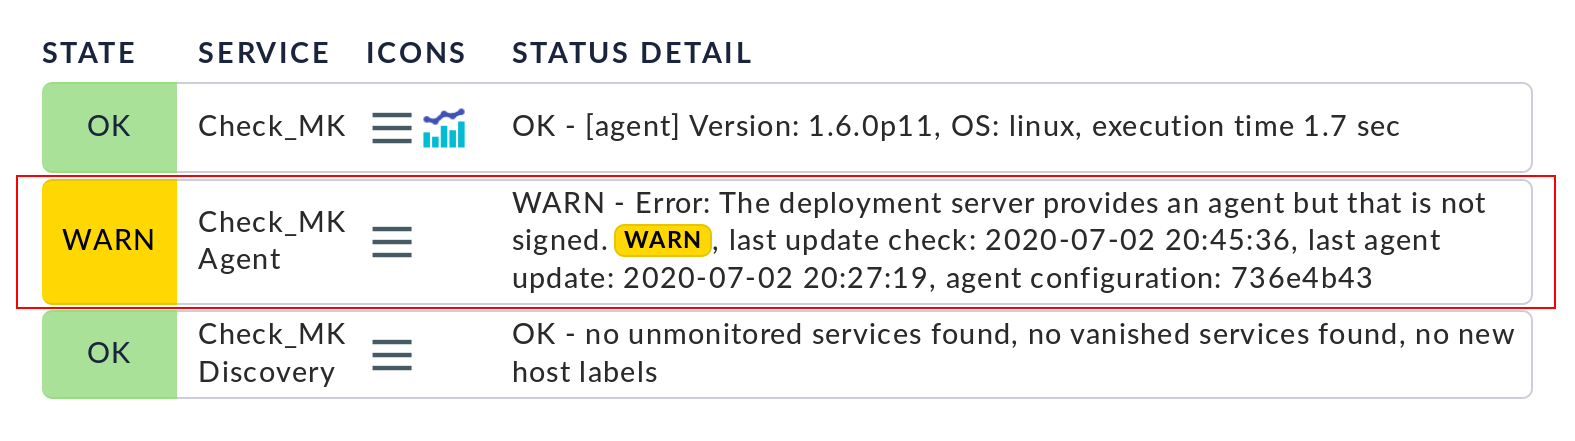 STATE SERVICE ICONS STATUS DETAIL
OK Check_MK OK - [agent] Version: 1.6.0p11, OS: linux, execution time 1.7 sec
WARN Check_MK Agent WARN - Error: The deployment server provides an agent but that is not
signed. WARN, last update check: 2020-07-02 20:45:36, last agent
update: 2020-07-02 20:27:19, agent configuration: 736e4b43
OK Check_MK Discovery OK - no unmonitored services found, no vanished services found, no new
host labels